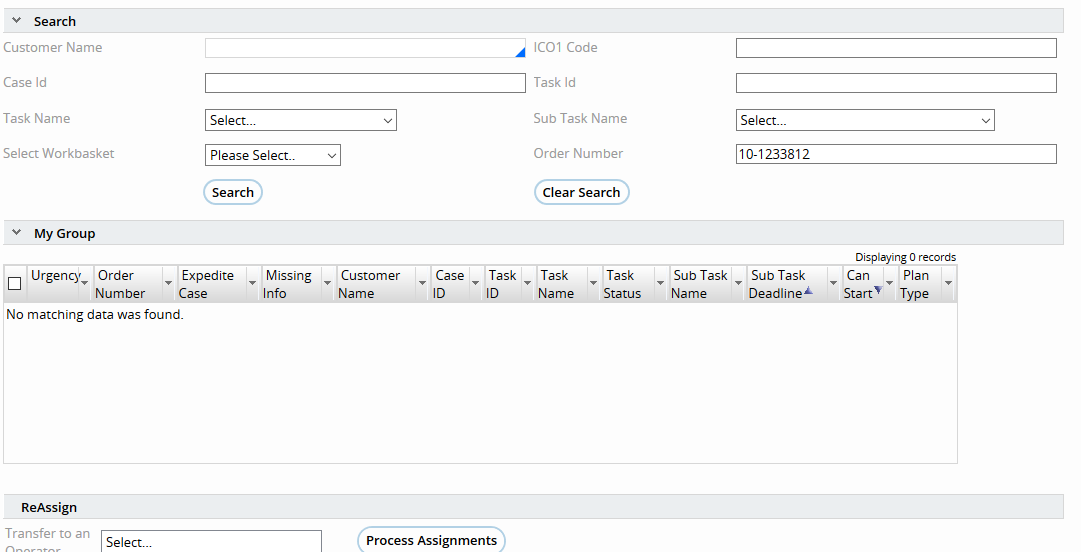 Search
Customer Name
ICO1 Code
Case Id
Task Id
Task Name Select...
Sub Task Name Select...
Select Workbasket Please Select..
Order Number 10-1233812
Search
Clear Search
My Group
Displaying 0 records
Urgency
Order
Number
Expedite
Case
Missing
Info
Customer
Name
Case
ID
Task
ID
Task
Name
Task
Status
Sub Task
Name
Sub Task
Deadline
Can
Start
Plan
Type
No matching data was found.
ReAssign
Transfer to an
Operator
Select...
Process Assignments